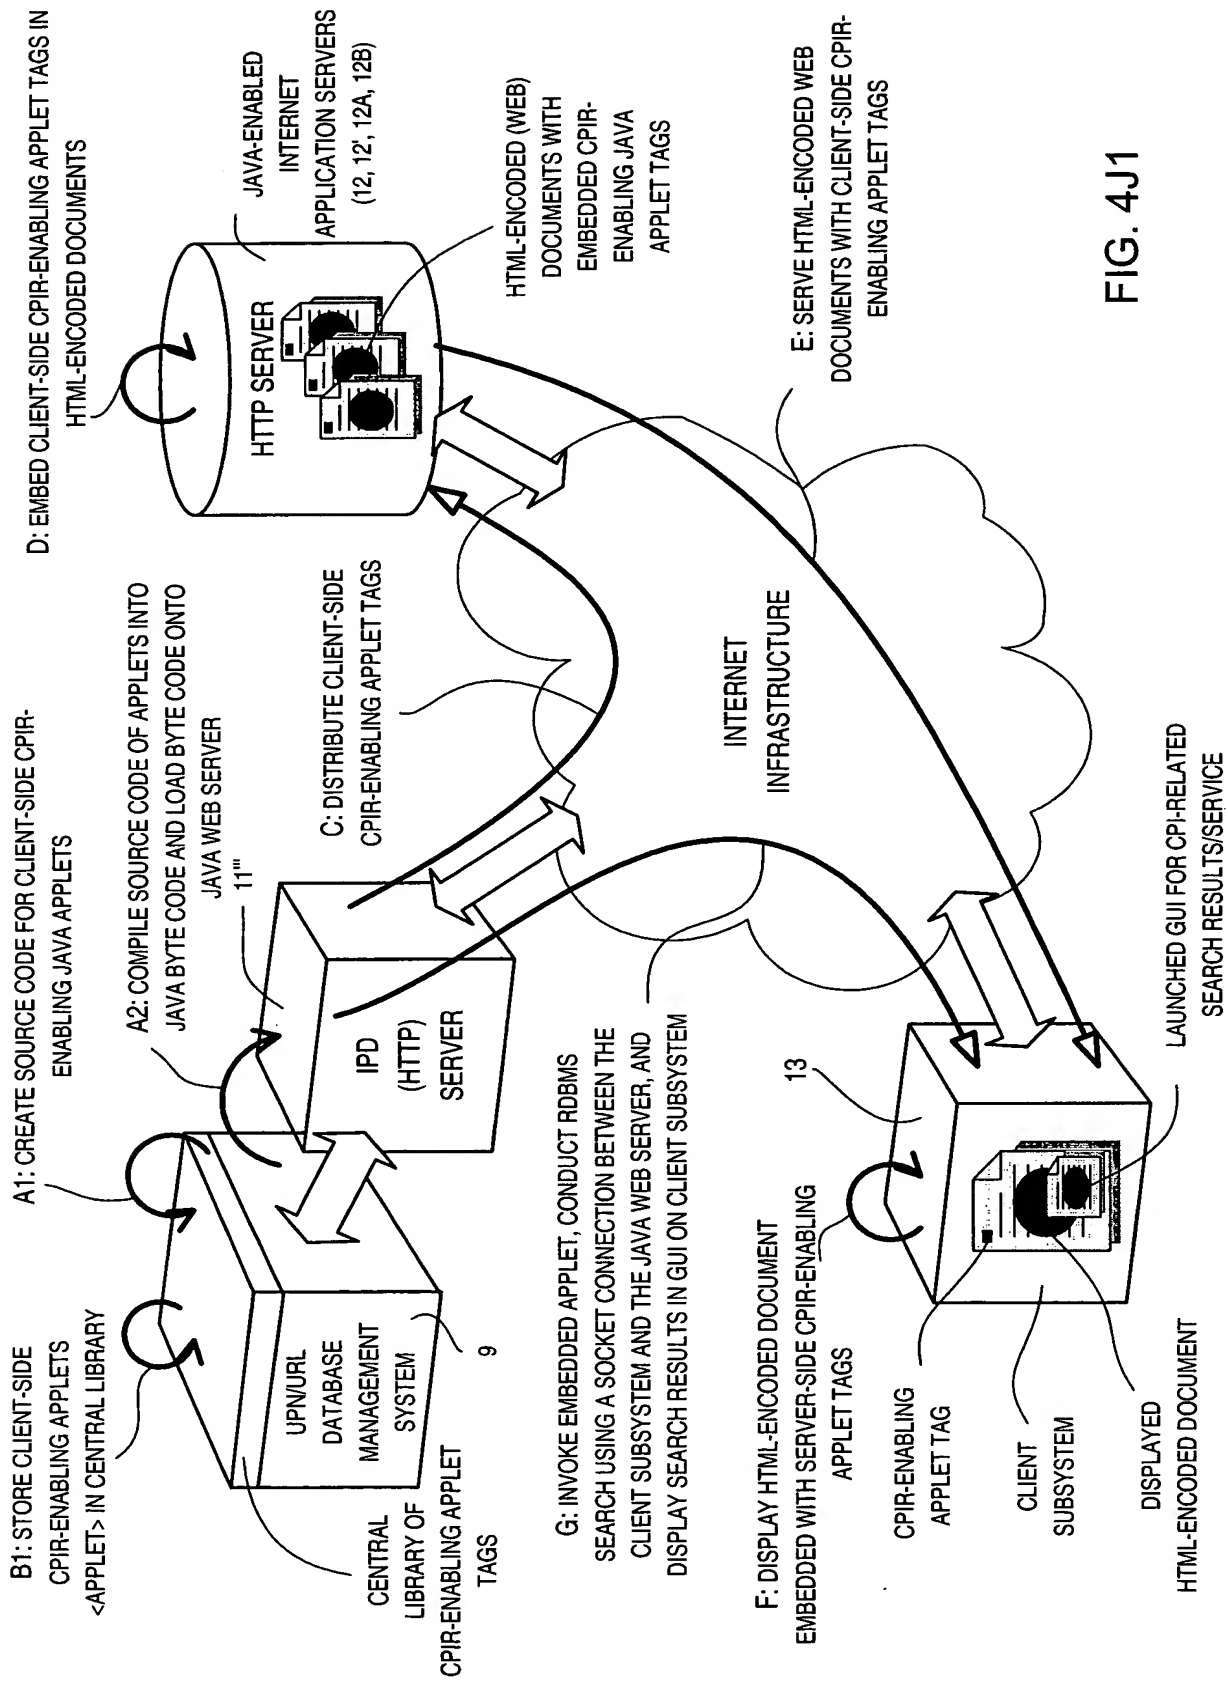 B1: STORE CLIENT-SIDE
CPIR-ENABLING APPLETS
<APPLET> IN CENTRAL LIBRARY
A1: CREATE SOURCE CODE FOR CLIENT-SIDE CPIR-
ENABLING JAVA APPLETS
A2: COMPILE SOURCE CODE OF APPLETS INTO
JAVA BYTE CODE AND LOAD BYTE CODE ONTO
JAVA WEB SERVER
11'''
D: EMBED CLIENT-SIDE CPIR-ENABLING APPLET TAGS IN
HTML-ENCODED DOCUMENTS
JAVA-ENABLED
INTERNET
APPLICATION SERVERS
(12, 12', 12A, 12B)
HTTP SERVER
HTML-ENCODED (WEB)
DOCUMENTS WITH
EMBEDDED CPIR-
ENABLING JAVA
APPLET TAGS
C: DISTRIBUTE CLIENT-SIDE
CPIR-ENABLING APPLET TAGS
IPD
(HTTP)
SERVER
UPN/URL
DATABASE
MANAGEMENT
SYSTEM
9
CENTRAL
LIBRARY OF
CPIR-ENABLING APPLET
TAGS
G: INVOKE EMBEDDED APPLET, CONDUCT RDBMS
SEARCH USING A SOCKET CONNECTION BETWEEN THE
CLIENT SUBSYSTEM AND THE JAVA WEB SERVER, AND
DISPLAY SEARCH RESULTS IN GUI ON CLIENT SUBSYSTEM
INTERNET
INFRASTRUCTURE
E: SERVE HTML-ENCODED WEB
DOCUMENTS WITH CLIENT-SIDE CPIR-
ENABLING APPLET TAGS
F: DISPLAY HTML-ENCODED DOCUMENT
EMBEDDED WITH SERVER-SIDE CPIR-ENABLING
APPLET TAGS
13
CPIR-ENABLING
APPLET TAG
CLIENT
SUBSYSTEM
DISPLAYED
HTML-ENCODED DOCUMENT
LAUNCHED GUI FOR CPI-RELATED
SEARCH RESULTS/SERVICE
FIG. 4J1